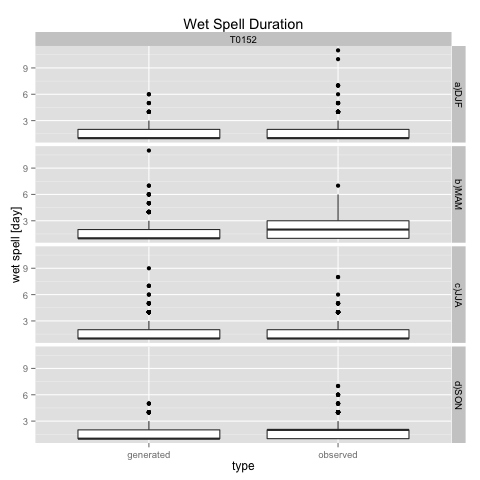 Wet Spell Duration
T0152
wet spell [day]
9
6
3
a)DJF
9
6
3
b)MAM
9
6
3
c)JJA
9
6
3
d)SON
generated observed
type